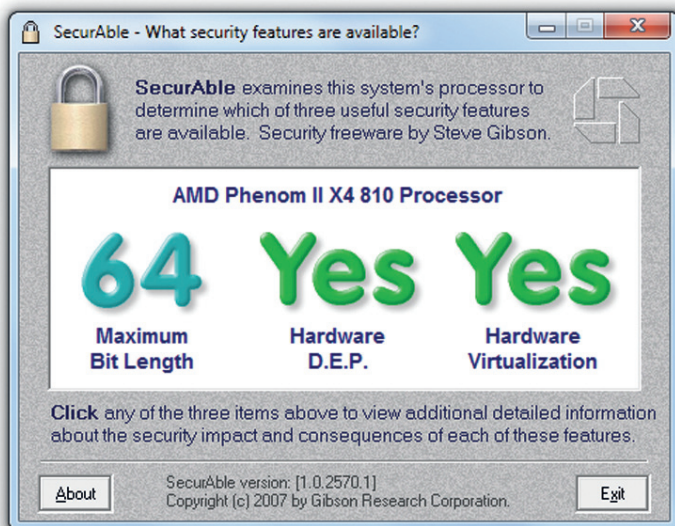 SecurAble - What security features are available?
SecurAble examines this system's processor to
determine which of three useful security features
are available. Security freeware by Steve Gibson.
AMD Phenom II X4 810 Processor
64 Yes Yes
Maximum Hardware Hardware
Bit Length D.E.P. Virtualization
Click any of the three items above to view additional detailed information
about the security impact and consequences of each of these features.
About
SecurAble version: [1.0.2570.1]
Copyright (c) 2007 by Gibson Research Corporation.
Exit